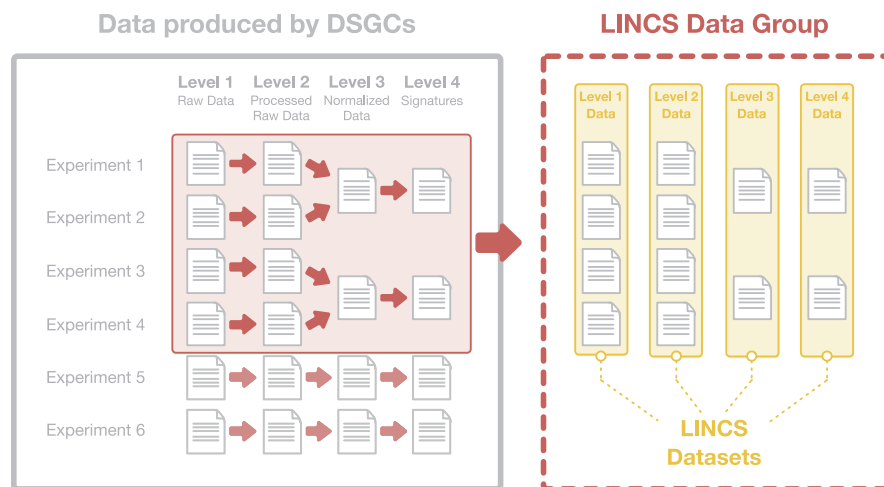 Data produced by DSGCs
LINCS Data Group
Level 1 Level 2 Level 3 Level 4
Raw Data Processed Normalized Signatures
Raw Data Data
Level 1 Level 2 Level 3 Level 4
Data Data Data Data
Experiment 1
Experiment 2
Experiment 3
Experiment 4
Experiment 5
Experiment 6
LINCS
Datasets